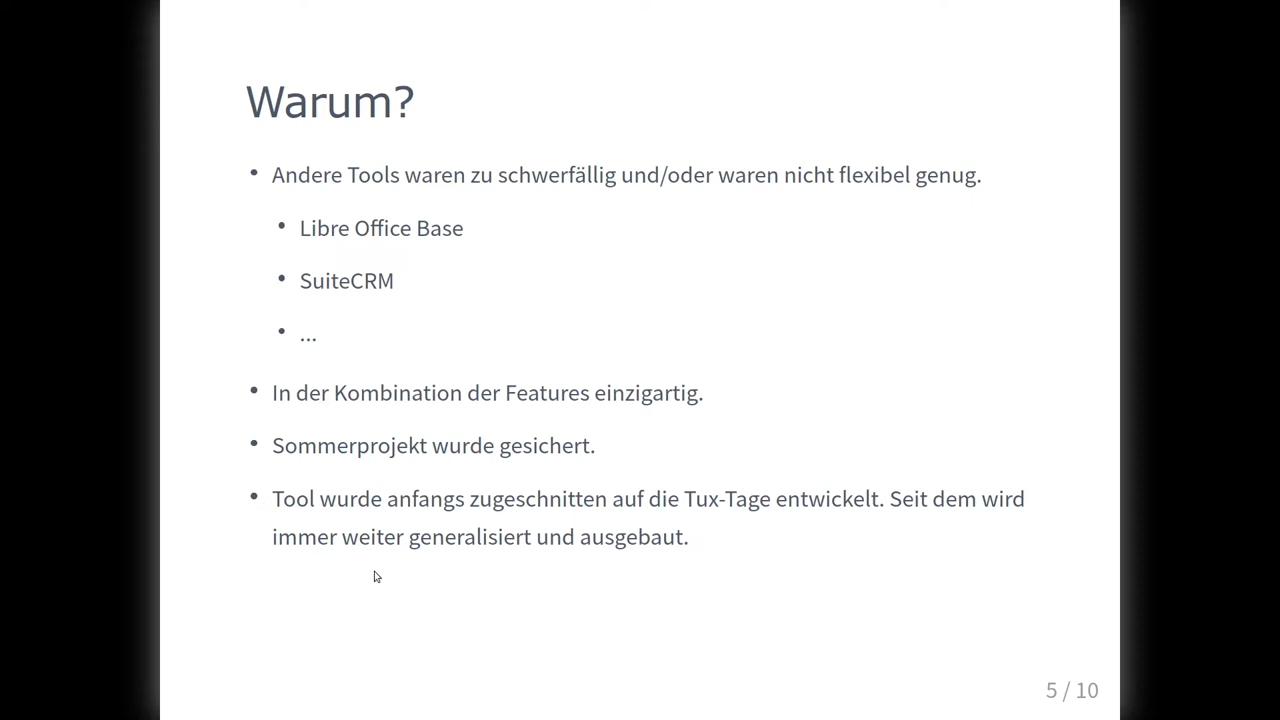 Warum?
• Andere Tools waren zu schwerfällig und/oder waren nicht flexibel genug.
• Libre Office Base
• SuiteCRM
• ...
• In der Kombination der Features einzigartig.
• Sommerprojekt wurde gesichert.
• Tool wurde anfangs zugeschnitten auf die Tux-Tage entwickelt. Seit dem wird
immer weiter generalisiert und ausgebaut.
5 / 10